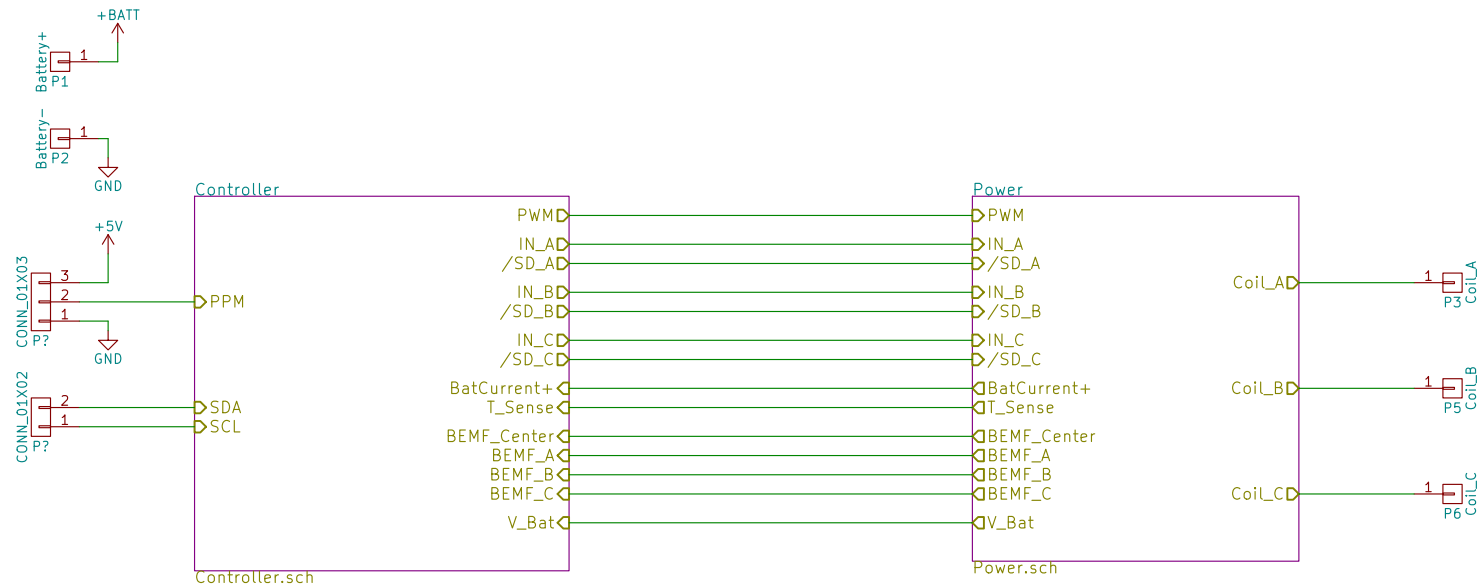 +BATT
Battery+
1
P1
Battery-
1
P2
GND
+5V
CONN_01X03
3
2
1
P?
GND
CONN_01X02
2
1
P?
Controller
PPM
SDA
SCL
PWM
IN_A
/SD_A
IN_B
/SD_B
IN_C
/SD_C
BatCurrent+
T_Sense
BEMF_Center
BEMF_A
BEMF_B
BEMF_C
V_Bat
Controller.sch
Power
PWM
IN_A
/SD_A
IN_B
/SD_B
IN_C
/SD_C
BatCurrent+
T_Sense
BEMF_Center
BEMF_A
BEMF_B
BEMF_C
V_Bat
Coil_A
Coil_B
Coil_C
Power.sch
1
P3
Coil_A
1
P5
Coil_B
1
P6
Coil_C